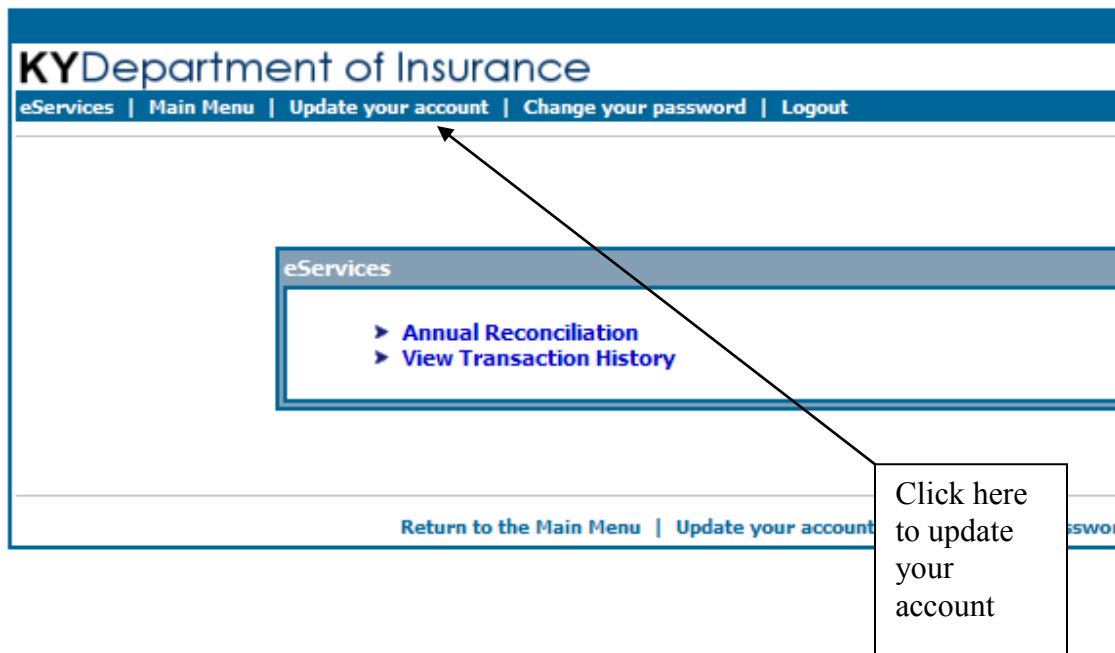 KYDepartment of Insurance
eServices | Main Menu | Update your account | Change your password | Logout
eServices
➤ Annual Reconciliation
➤ View Transaction History
Return to the Main Menu | Update your account
Click here
to update
your
account